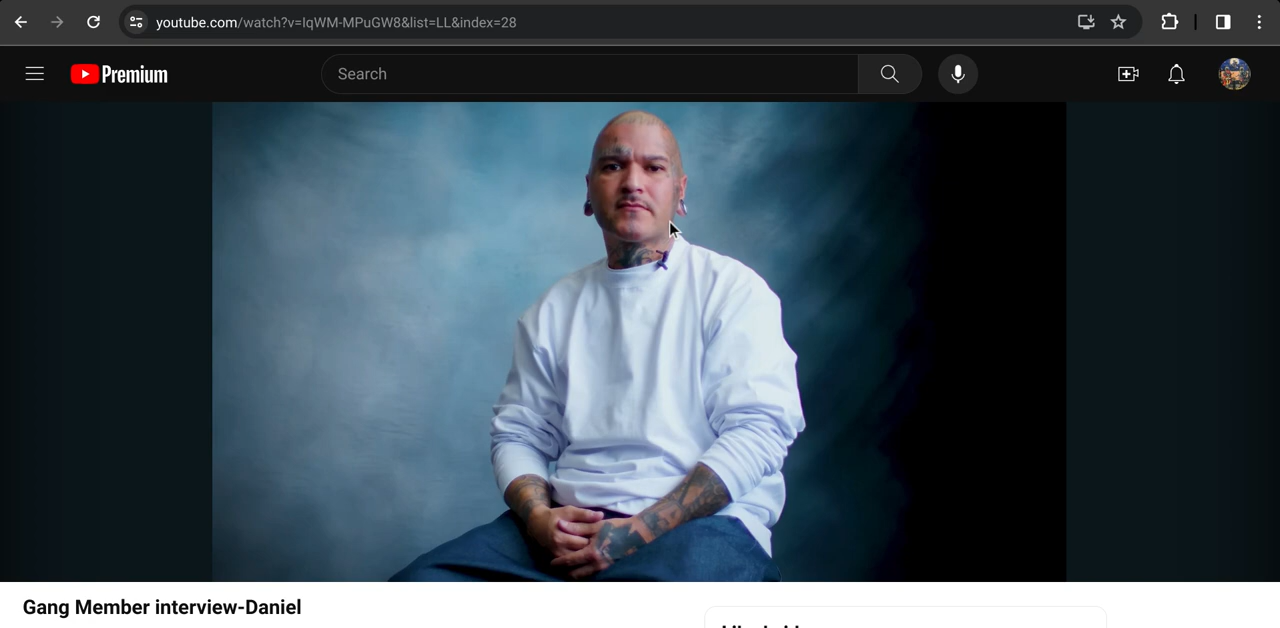 youtube.com/watch?v=IqWM-MPuGW8&list=LL&index=28
Premium
Search
Gang Member interview-Daniel